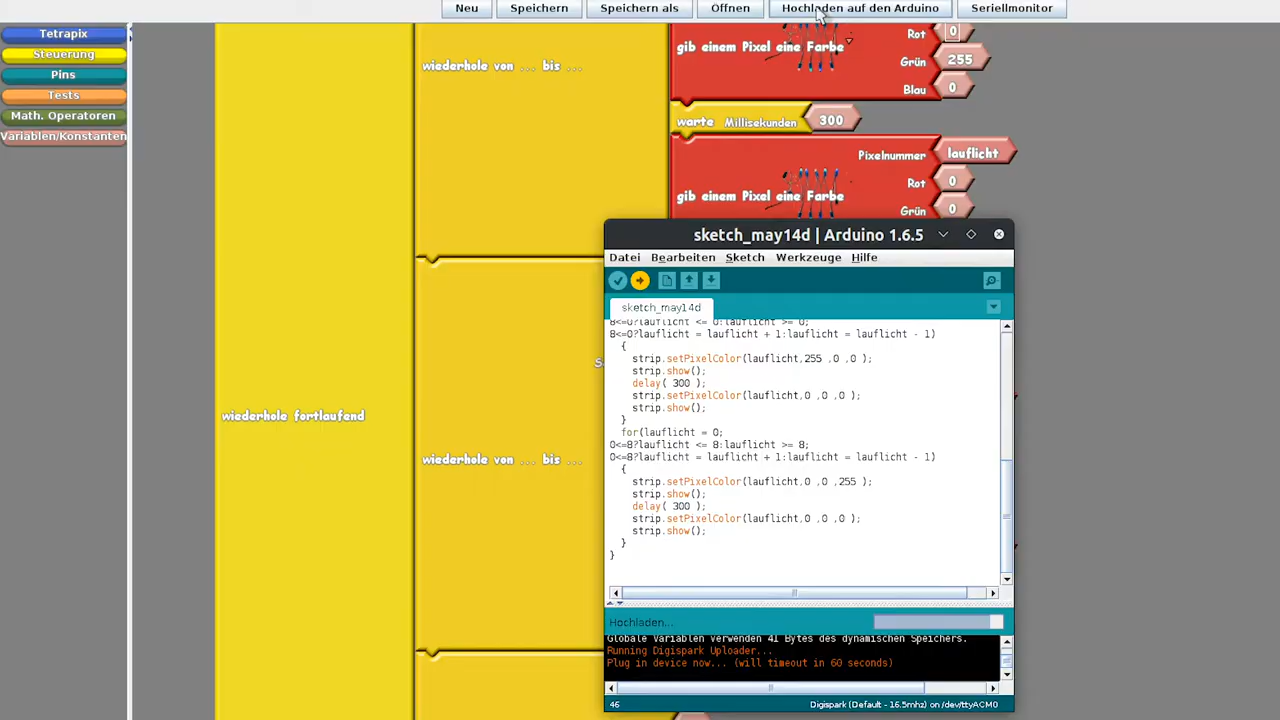 Neu Speichern Speichern als Öffnen Hochladen auf den Arduino Seriellmonitor
Tetrapix
Steuerung
Pins
Tests
Math. Operatoren
Variablen/Konstanten
wiederhole fortlaufend
wiederhole von ... bis ...
wiederhole von ... bis ...
gib einem Pixel eine Farbe
Rot 0
Grün 255
Blau 0
warte Millisekunden 300
Pixelnummer lauflicht
gib einem Pixel eine Farbe
Rot 0
Grün 0
sketch_may14d | Arduino 1.6.5
Datei Bearbeiten Sketch Werkzeuge Hilfe
sketch_may14d
8<=0?lauflicht <= 0:lauflicht >= 0;
8<=0?lauflicht = lauflicht + 1:lauflicht = lauflicht - 1)
{
strip.setPixelColor(lauflicht,255 ,0 ,0 );
strip.show();
delay( 300 );
strip.setPixelColor(lauflicht,0 ,0 ,0 );
strip.show();
}
for(lauflicht = 0;
0<=8?lauflicht <= 8:lauflicht >= 8;
0<=8?lauflicht = lauflicht + 1:lauflicht = lauflicht - 1)
{
strip.setPixelColor(lauflicht,0 ,0 ,255 );
strip.show();
delay( 300 );
strip.setPixelColor(lauflicht,0 ,0 ,0 );
strip.show();
}
}
Hochladen...
Globale Variablen verwenden 41 Bytes des dynamischen Speichers.
Running Digispark Uploader...
Plug in device now... (will timeout in 60 seconds)
46 Digispark (Default - 16.5mhz) on /dev/ttyACM0